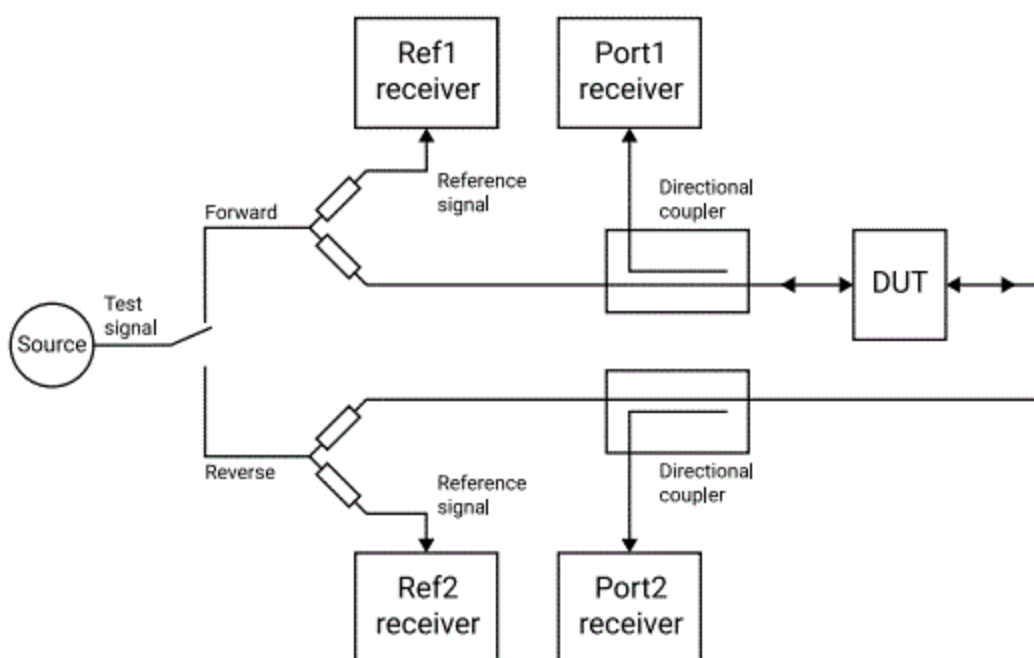 Ref1
receiver
Port1
receiver
Reference
signal
Directional
coupler
Forward
DUT
Test
signal
Source
Reverse
Reference
signal
Directional
coupler
Ref2
receiver
Port2
receiver